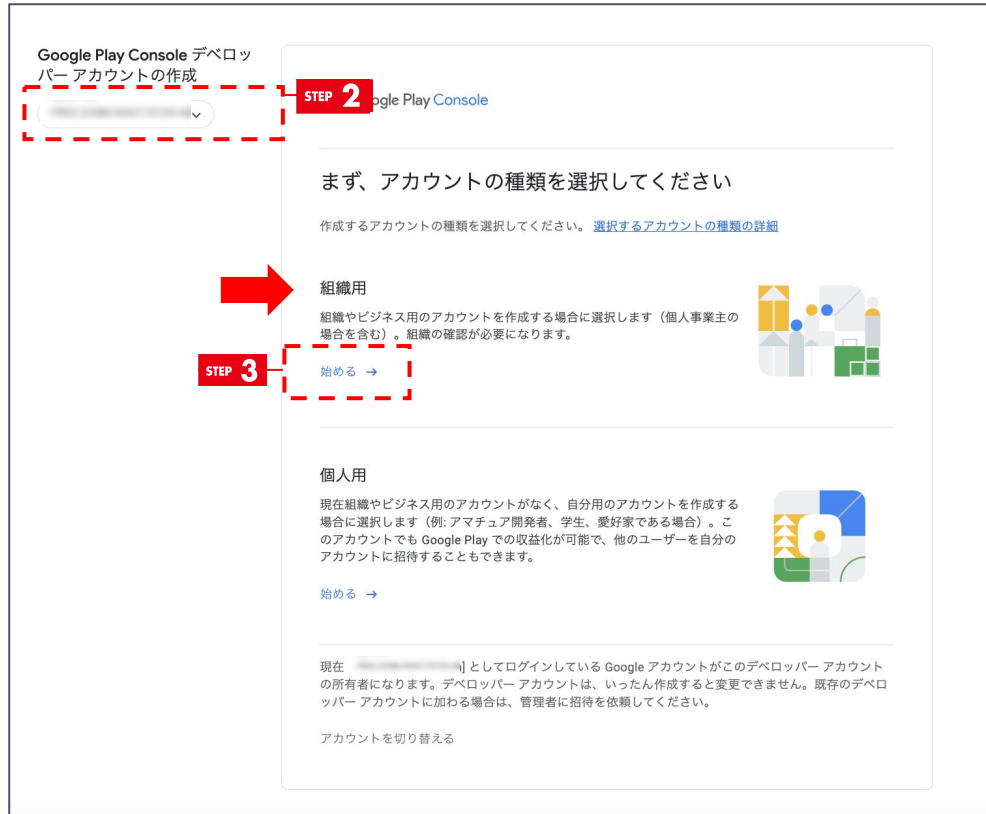 Google Play Console デベロッ
パー アカウントの作成
STEP 2
ogle Play Console
まず、アカウントの種類を選択してください
作成するアカウントの種類を選択してください。 選択するアカウントの種類の詳細
組織用
組織やビジネス用のアカウントを作成する場合に選択します（個人事業主の
場合を含む）。組織の確認が必要になります。
STEP 3
始める →
個人用
現在組織やビジネス用のアカウントがなく、自分用のアカウントを作成する
場合に選択します（例: アマチュア開発者、学生、愛好家である場合）。こ
のアカウントでも Google Play での収益化が可能で、他のユーザーを自分の
アカウントに招待することもできます。
始める →
現在 ] としてログインしている Google アカウントがこのデベロッパー アカウント
の所有者になります。デベロッパー アカウントは、いったん作成すると変更できません。既存のデベロ
ッパー アカウントに加わる場合は、管理者に招待を依頼してください。
アカウントを切り替える